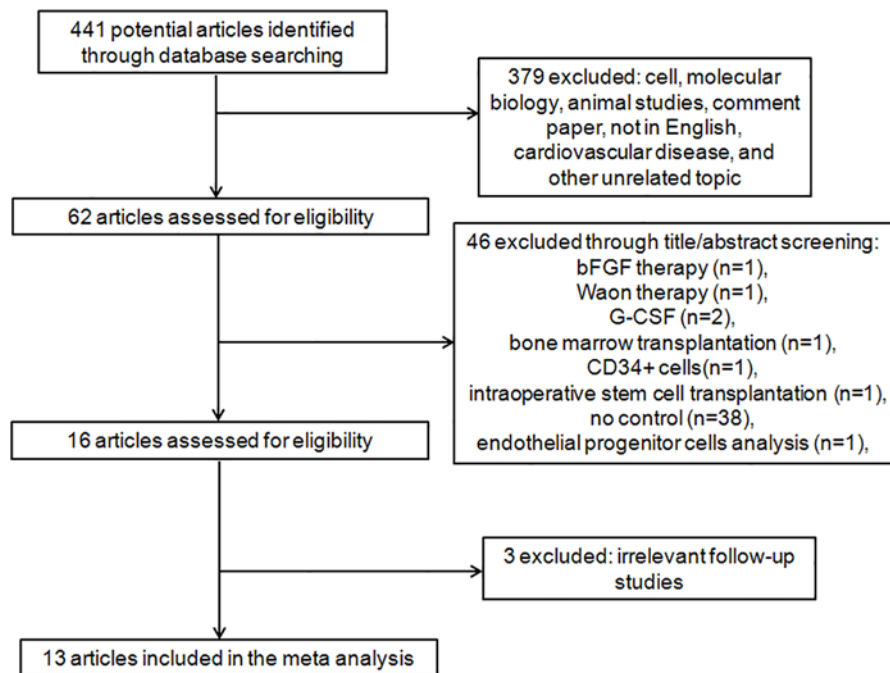 441 potential articles identified
through database searching
379 excluded: cell, molecular
biology, animal studies, comment
paper, not in English,
cardiovascular disease, and
other unrelated topic
62 articles assessed for eligibility
46 excluded through title/abstract screening:
bFGF therapy (n=1),
Waon therapy (n=1),
G-CSF (n=2),
bone marrow transplantation (n=1),
CD34+ cells(n=1),
intraoperative stem cell transplantation (n=1),
no control (n=38),
endothelial progenitor cells analysis (n=1),
16 articles assessed for eligibility
3 excluded: irrelevant follow-up
studies
13 articles included in the meta analysis